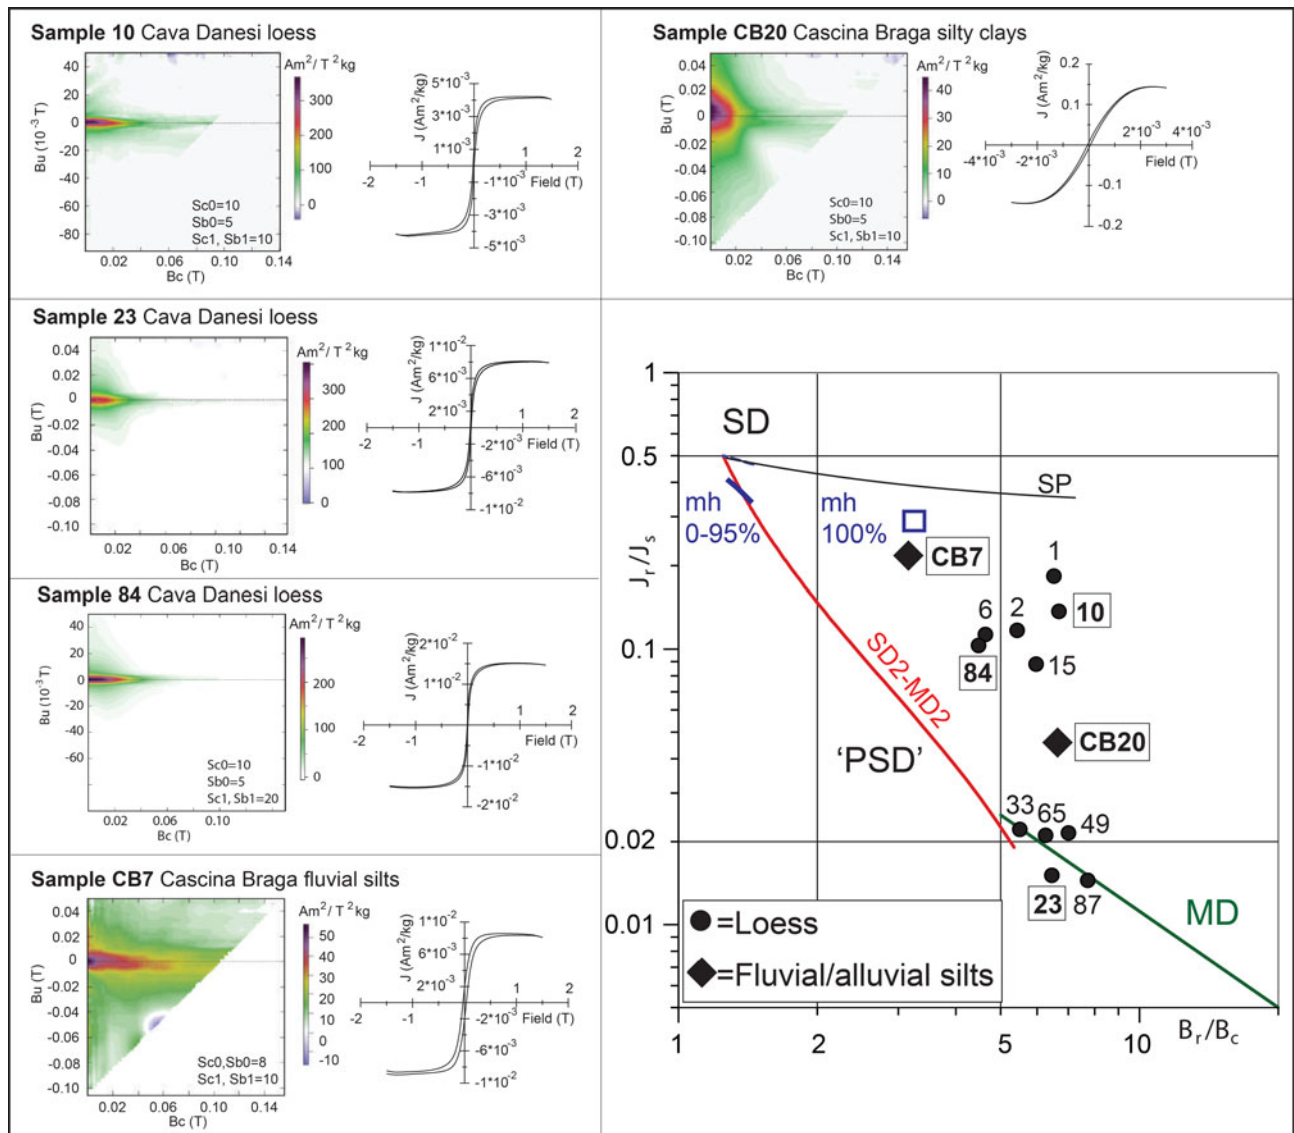 Sample 10 Cava Danesi loess
Am²/T²kg
40
20
0
-20
-40
-60
-80
Bu (10⁻³ T)
300
200
100
0
Sc0=10
Sb0=5
Sc1, Sb1=10
0.02 0.06 0.10 0.14
Bc (T)
J (Am²/kg)
5*10⁻³
3*10⁻³
1*10⁻³
-1*10⁻³
-3*10⁻³
-5*10⁻³
-2 -1 1 2
Field (T)
Sample CB20 Cascina Braga silty clays
Am²/T²kg
0.04
0.02
0
-0.02
-0.04
-0.06
-0.08
-0.10
Bu (T)
40
30
20
10
0
Sc0=10
Sb0=5
Sc1, Sb1=10
0.02 0.06 0.10 0.14
Bc (T)
J (Am²/kg)
0.2
0.1
-0.1
-0.2
-4*10⁻³ -2*10⁻³ 2*10⁻³ 4*10⁻³
Field (T)
Sample 23 Cava Danesi loess
Am²/T²kg
0.04
0.02
0
-0.02
-0.04
-0.06
-0.08
-0.10
Bu (T)
300
200
100
0
0.02 0.06 0.10 0.14
Bc (T)
J (Am²/kg)
1*10⁻²
6*10⁻³
2*10⁻³
-2*10⁻³
-6*10⁻³
-1*10⁻²
-2 -1 1 2
Field (T)
Sample 84 Cava Danesi loess
Am²/T²kg
40
20
0
-20
-40
-60
Bu (10⁻³ T)
200
100
0
Sc0=10
Sb0=5
Sc1, Sb1=20
0.02 0.06 0.10 0.14
Bc (T)
J (Am²/kg)
2*10⁻²
1*10⁻²
-1*10⁻²
-2*10⁻²
-2 -1 1 2
Field (T)
Sample CB7 Cascina Braga fluvial silts
Am²/T²kg
0.04
0.02
0
-0.02
-0.04
-0.06
-0.08
-0.10
Bu (T)
50
40
30
20
10
0
-10
Sc0,Sb0=8
Sc1, Sb1=10
0.02 0.06 0.10 0.14
Bc (T)
J (Am²/kg)
1*10⁻²
6*10⁻³
2*10⁻³
-2*10⁻³
-6*10⁻³
-1*10⁻²
-2 -1 1 2
Field (T)
1
0.5
0.1
0.02
0.01
Jr/Js
SD
SP
mh
0-95%
mh
100%
CB7
1
10
6
2
84
15
SD2-MD2
CB20
'PSD'
33
65
49
23
87
MD
=Loess
=Fluvial/alluvial silts
1 2 5 10
Br/Bc